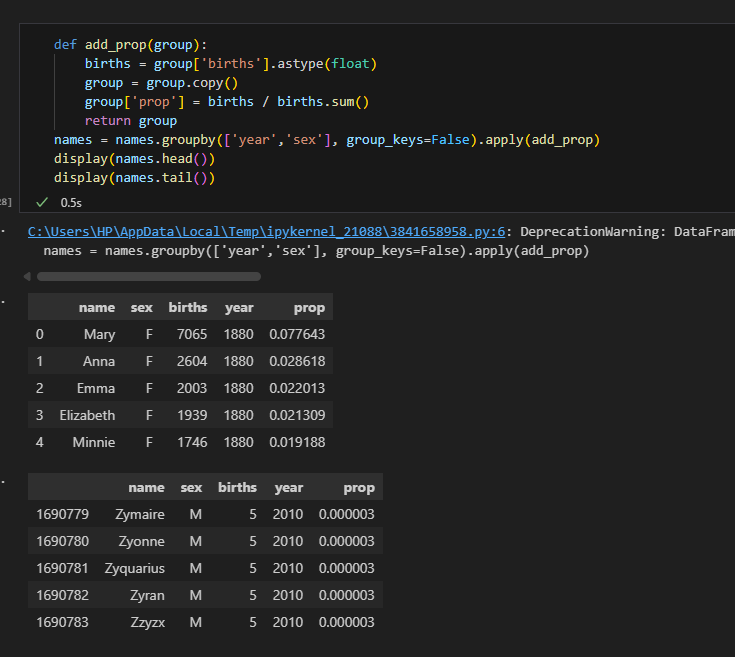 def add_prop(group):
births = group['births'].astype(float)
group = group.copy()
group['prop'] = births / births.sum()
return group
names = names.groupby(['year','sex'], group_keys=False).apply(add_prop)
display(names.head())
display(names.tail())
8] ✓ 0.5s
C:\Users\HP\AppData\Local\Temp\ipykernel_21088\3841658958.py:6: DeprecationWarning: DataFram
names = names.groupby(['year','sex'], group_keys=False).apply(add_prop)
name sex births year prop
0 Mary F 7065 1880 0.077643
1 Anna F 2604 1880 0.028618
2 Emma F 2003 1880 0.022013
3 Elizabeth F 1939 1880 0.021309
4 Minnie F 1746 1880 0.019188
name sex births year prop
1690779 Zymaire M 5 2010 0.000003
1690780 Zyonne M 5 2010 0.000003
1690781 Zyquarius M 5 2010 0.000003
1690782 Zyran M 5 2010 0.000003
1690783 Zzyzx M 5 2010 0.000003